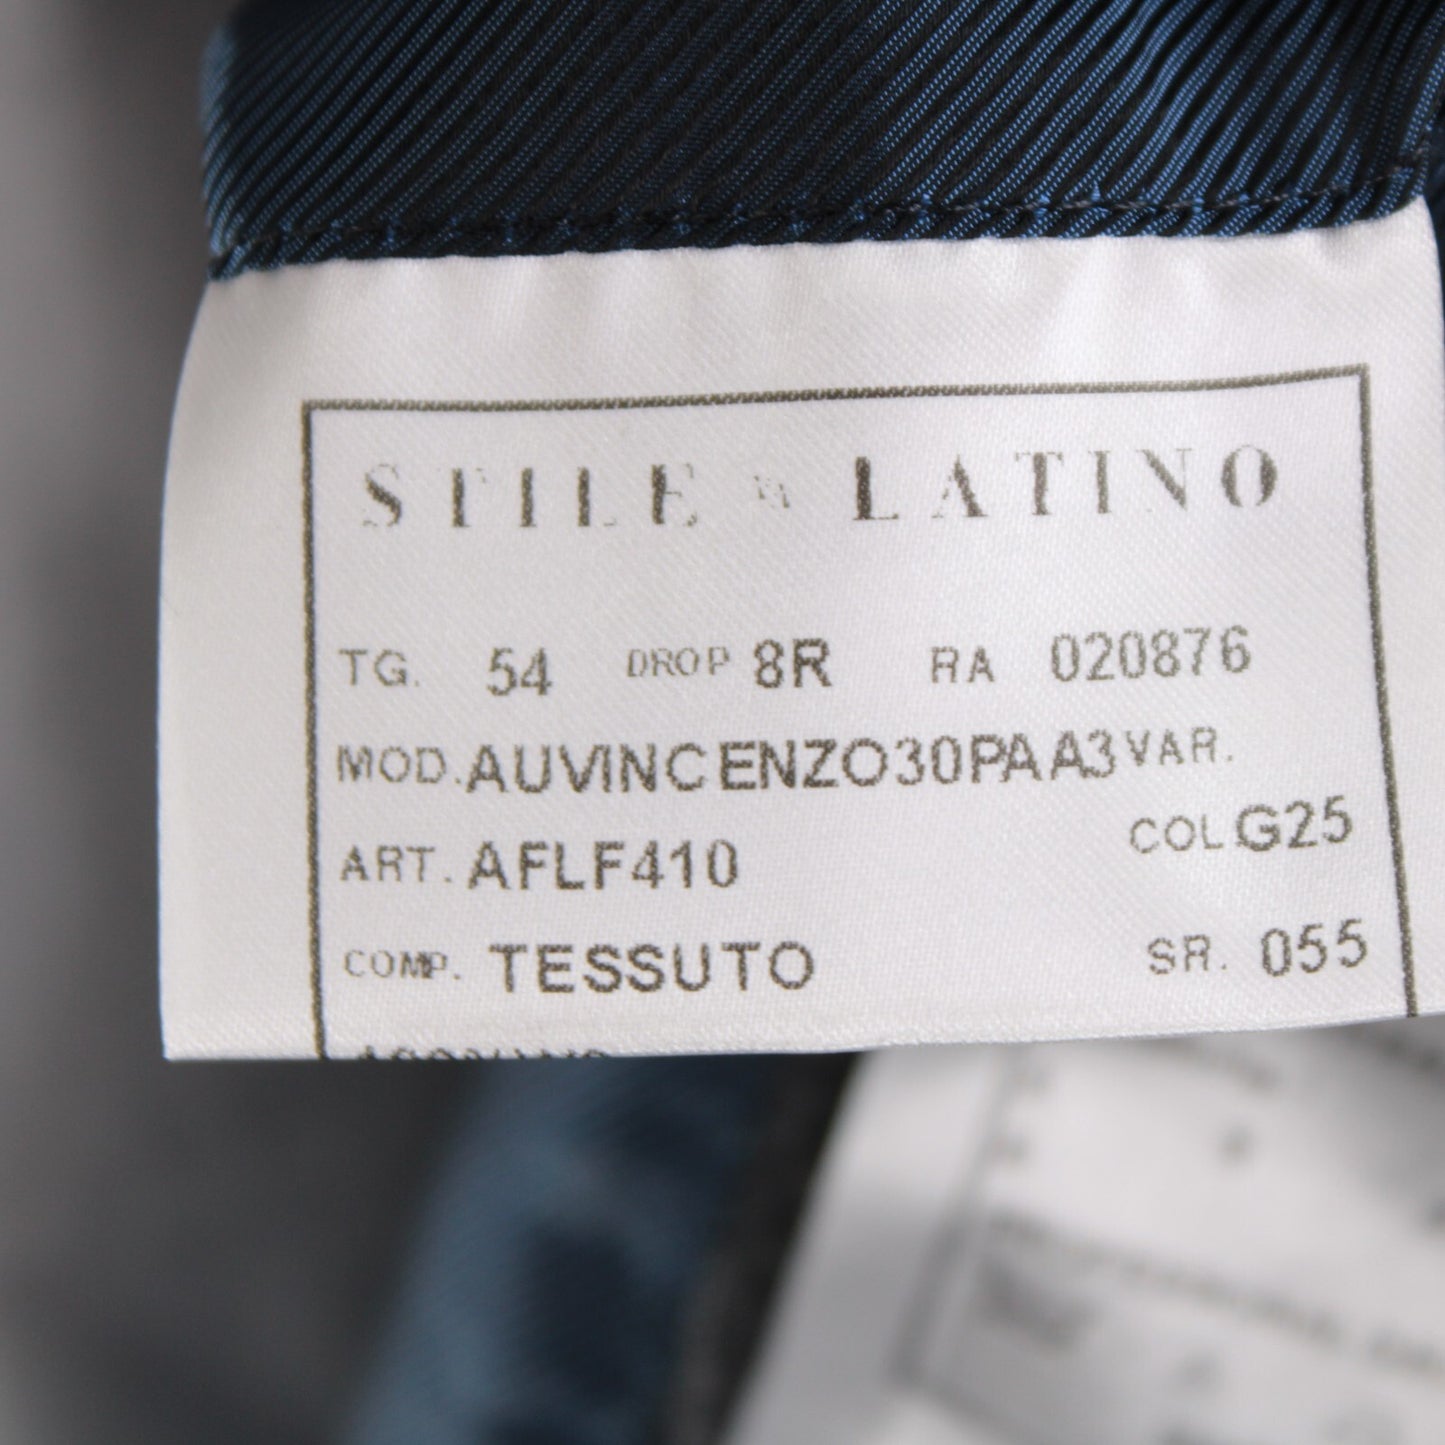 STILE LATINO
TG. 54 DROP 8R RA 020876
MOD. AUVINCENZO30PAA3 VAR.
ART. AFLF410 COL G25
COMP. TESSUTO SR. 055